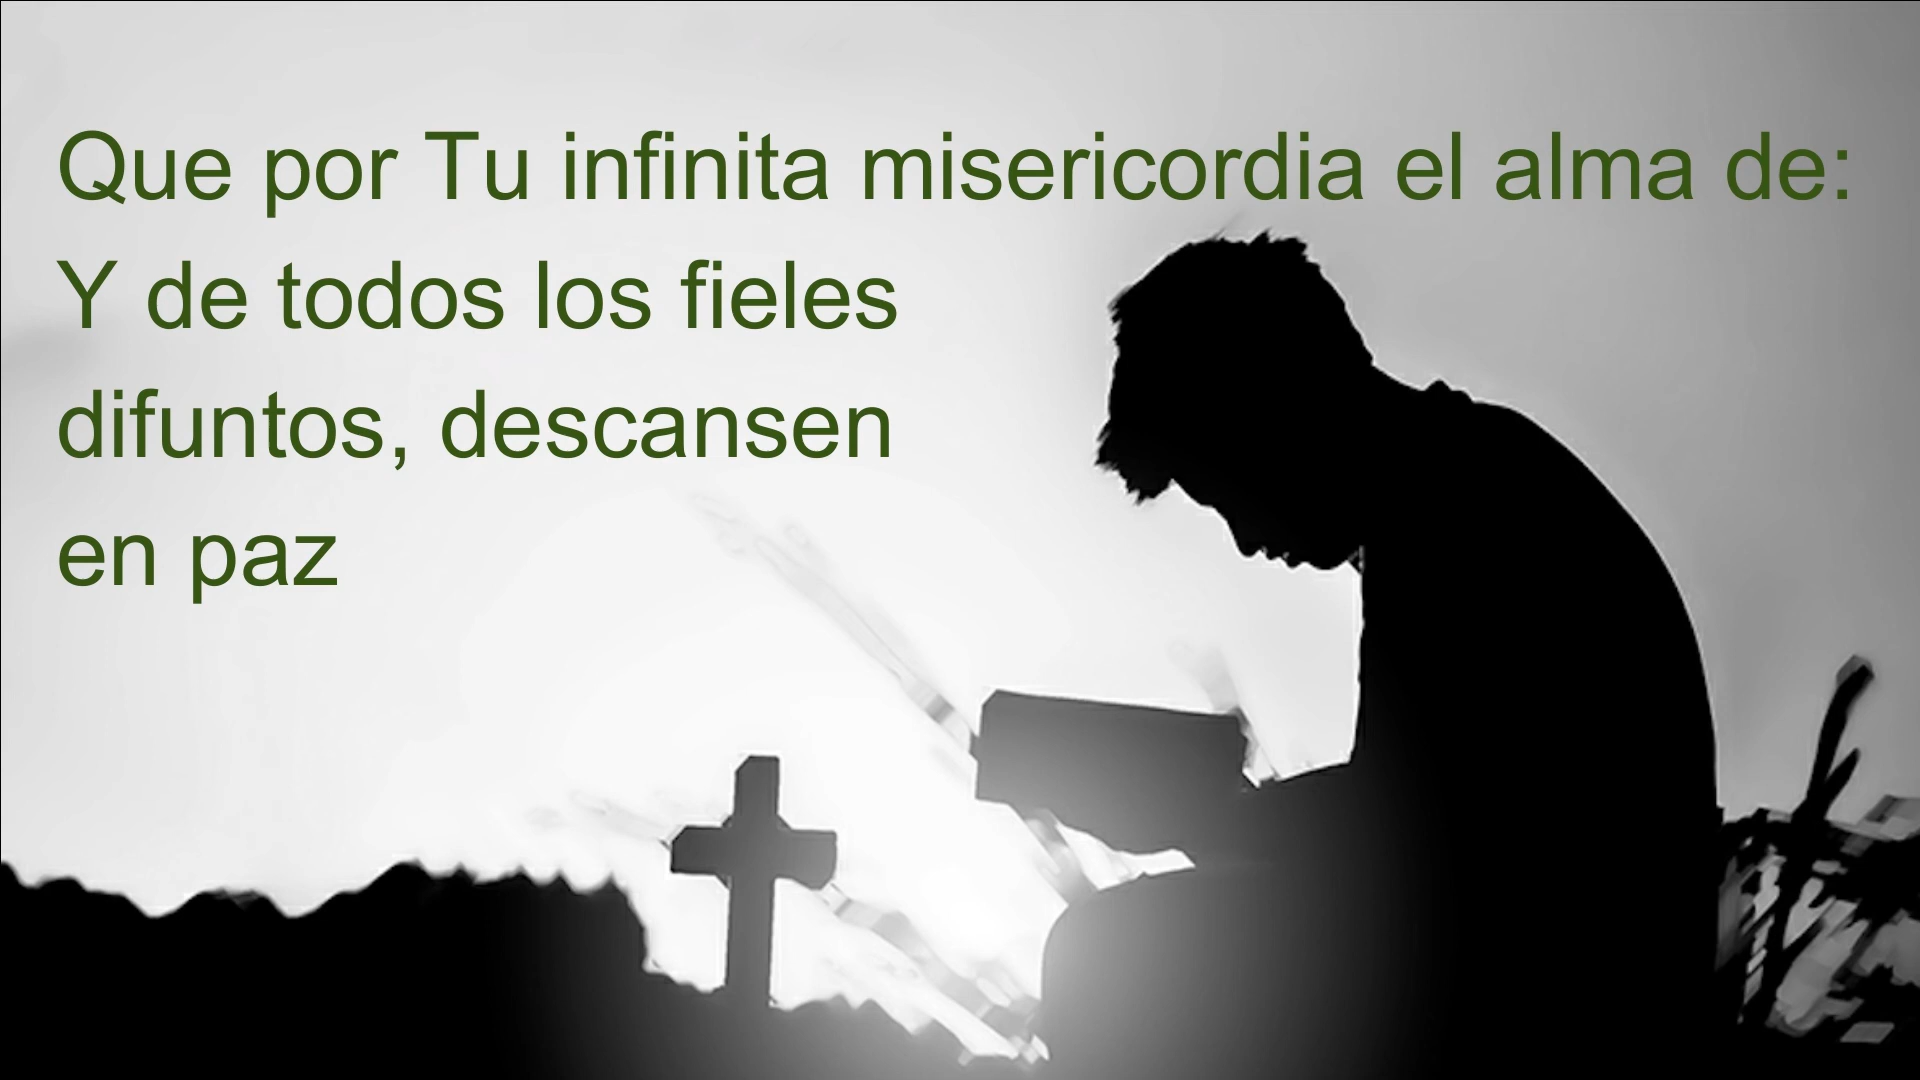 Que por Tu infinita misericordia el alma de:
Y de todos los fieles
difuntos, descansen
en paz